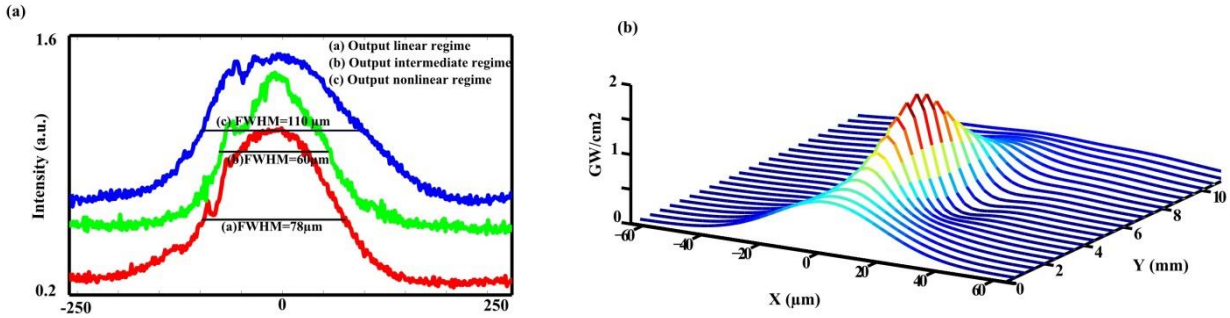 (a)
1.6
(a) Output linear regime
(b) Output intermediate regime
(c) Output nonlinear regime
(c) FWHM=110 µm
(b)FWHM=60µm
(a)FWHM=78µm
Intensity (a.u.)
0.2
-250
0
250
(b)
2
1
0
GW/cm2
-60
-40
-20
0
20
40
60
X (µm)
0
2
4
6
8
10
Y (mm)